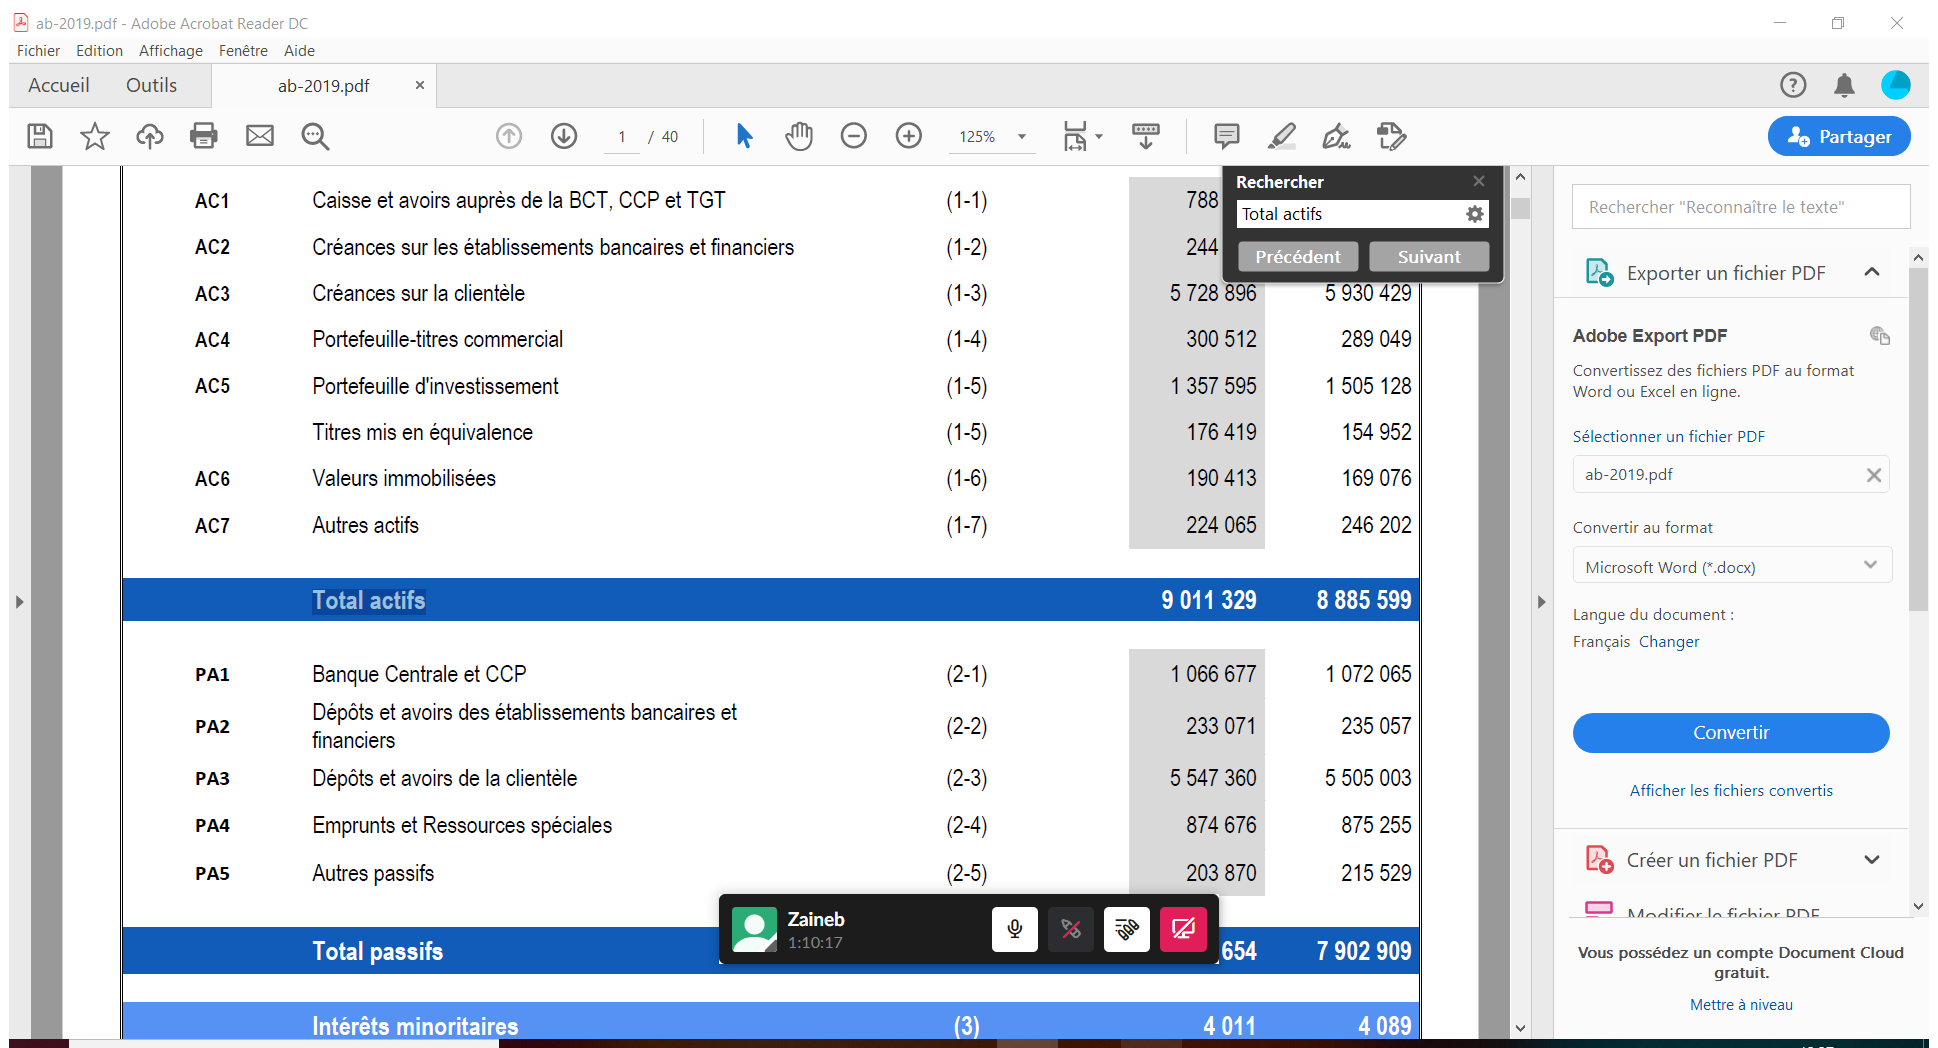 ab-2019.pdf - Adobe Acrobat Reader DC
Fichier Edition Affichage Fenêtre Aide
Accueil Outils ab-2019.pdf ×
1 / 40 125% Partager
AC1 Caisse et avoirs auprès de la BCT, CCP et TGT (1-1) 788
AC2 Créances sur les établissements bancaires et financiers (1-2) 244
AC3 Créances sur la clientèle (1-3) 5 728 896 5 930 429
AC4 Portefeuille-titres commercial (1-4) 300 512 289 049
AC5 Portefeuille d'investissement (1-5) 1 357 595 1 505 128
Titres mis en équivalence (1-5) 176 419 154 952
AC6 Valeurs immobilisées (1-6) 190 413 169 076
AC7 Autres actifs (1-7) 224 065 246 202
Total actifs 9 011 329 8 885 599
PA1 Banque Centrale et CCP (2-1) 1 066 677 1 072 065
PA2 Dépôts et avoirs des établissements bancaires et
financiers (2-2) 233 071 235 057
PA3 Dépôts et avoirs de la clientèle (2-3) 5 547 360 5 505 003
PA4 Emprunts et Ressources spéciales (2-4) 874 676 875 255
PA5 Autres passifs (2-5) 203 870 215 529
Total passifs 654 7 902 909
Intérêts minoritaires (3) 4 011 4 089
Rechercher
Total actifs
Précédent Suivant
Zaineb
1:10:17
Rechercher "Reconnaître le texte"
Exporter un fichier PDF
Adobe Export PDF
Convertissez des fichiers PDF au format
Word ou Excel en ligne.
Sélectionner un fichier PDF
ab-2019.pdf
Convertir au format
Microsoft Word (*.docx)
Langue du document :
Français Changer
Convertir
Afficher les fichiers convertis
Créer un fichier PDF
Modifier le fichier PDF
Vous possédez un compte Document Cloud
gratuit.
Mettre à niveau